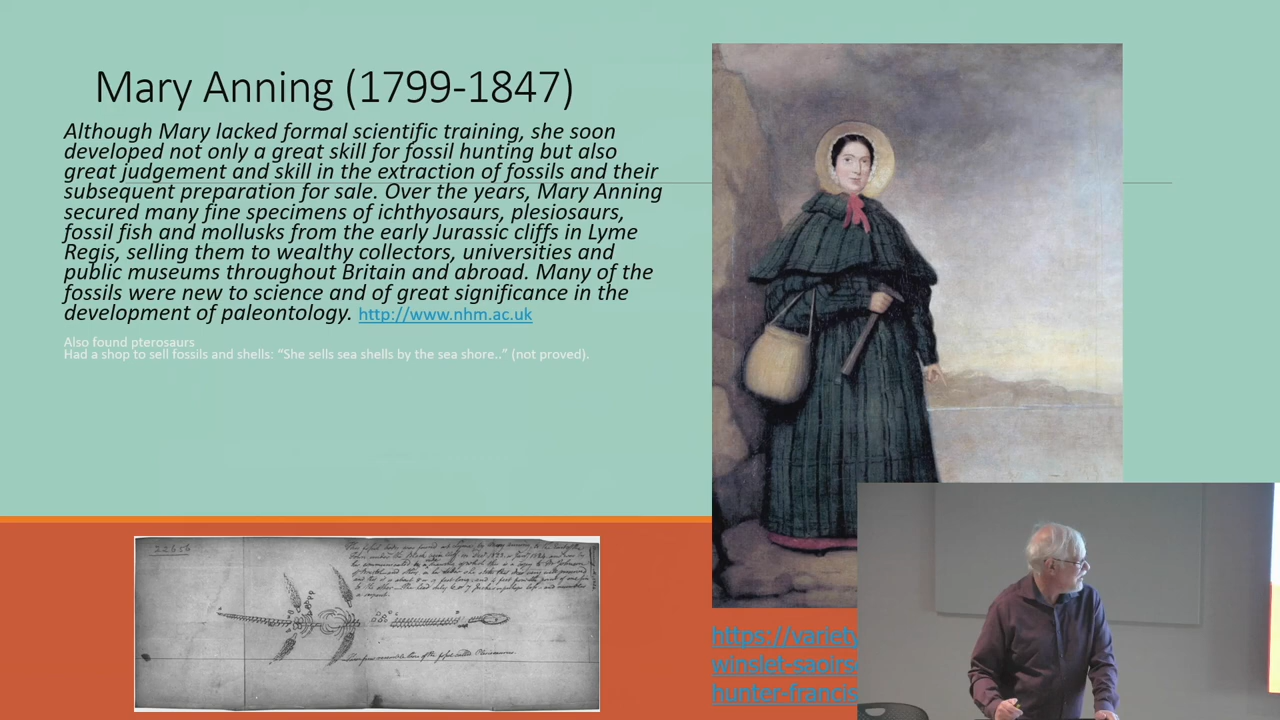 Mary Anning (1799-1847)
Although Mary lacked formal scientific training, she soon
developed not only a great skill for fossil hunting but also
great judgement and skill in the extraction of fossils and their
subsequent preparation for sale. Over the years, Mary Anning
secured many fine specimens of ichthyosaurs, plesiosaurs,
fossil fish and mollusks from the early Jurassic cliffs in Lyme
Regis, selling them to wealthy collectors, universities and
public museums throughout Britain and abroad. Many of the
fossils were new to science and of great significance in the
development of paleontology. http://www.nhm.ac.uk
Also found pterosaurs
Had a shop to sell fossils and shells: “She sells sea shells by the sea shore..” (not proved).
https://variety
winslet-saoirs
hunter-francis